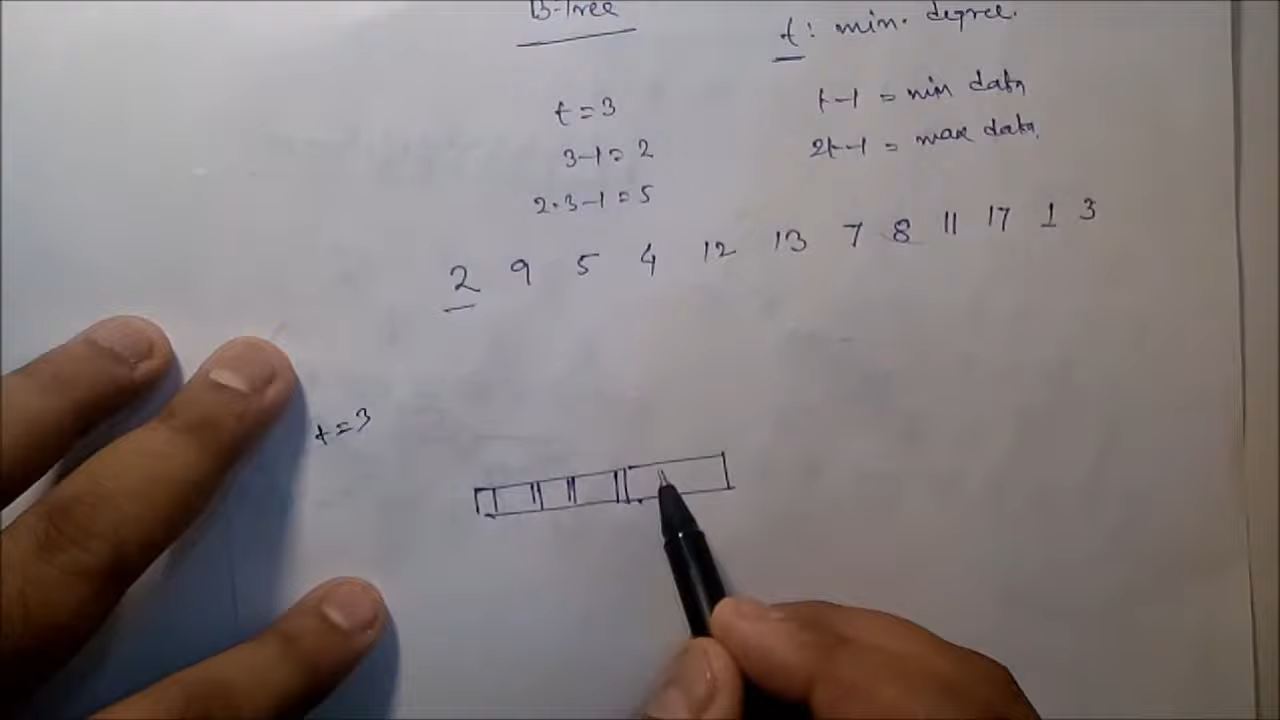 B-Tree
t : min. degree.
t = 3
t-1 = min data
3-1 = 2
2t-1 = max data.
2.3-1 = 5
2 9 5 4 12 13 7 8 11 17 1 3
t = 3